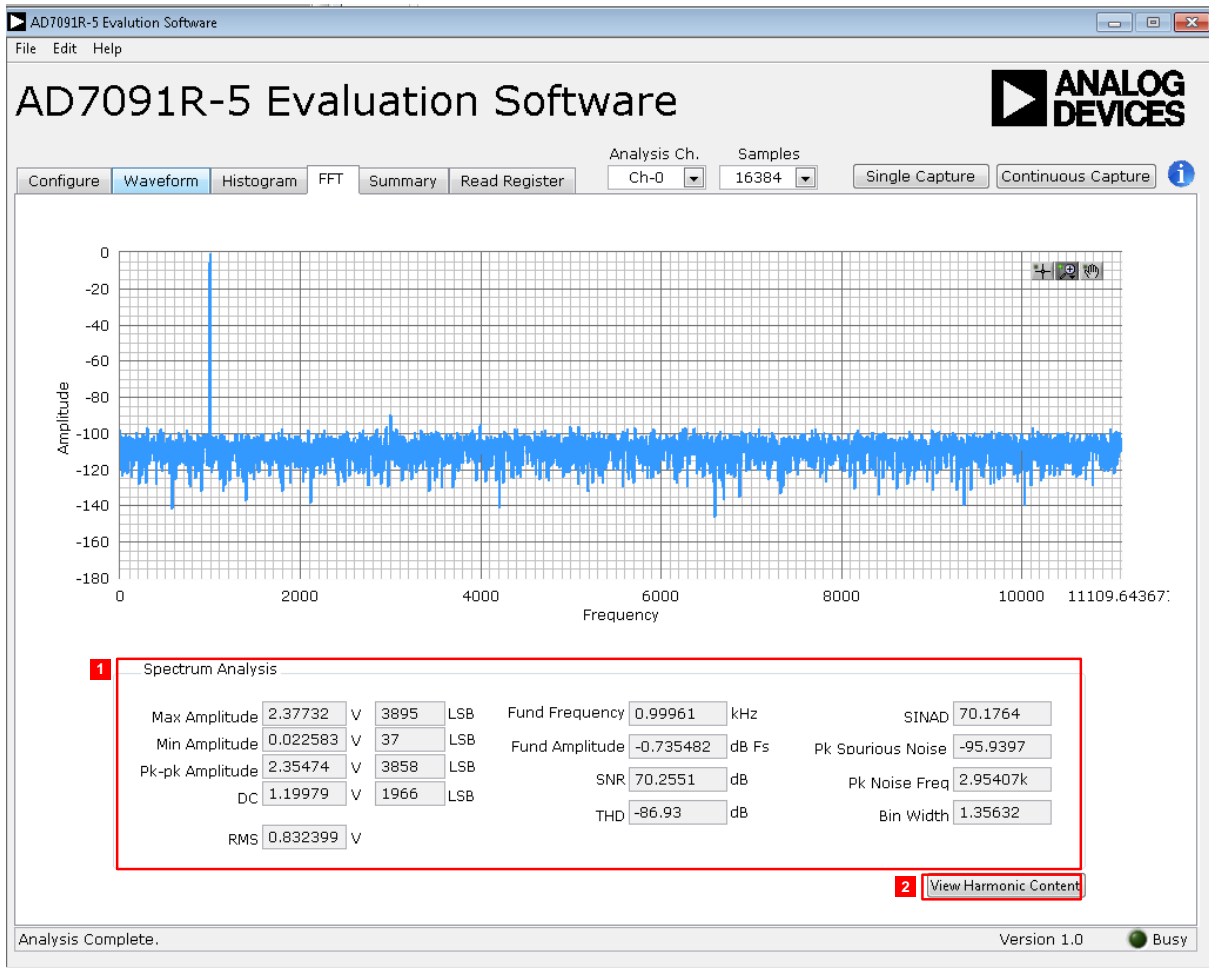 AD7091R-5 Evalution Software
File Edit Help
AD7091R-5 Evaluation Software
ANALOG
DEVICES
Analysis Ch. Samples
Configure Waveform Histogram FFT Summary Read Register Ch-0 16384 Single Capture Continuous Capture i
0
-20
-40
-60
-80
-100
-120
-140
-160
-180
Amplitude
0 2000 4000 6000 8000 10000 11109.64367
Frequency
1 Spectrum Analysis
Max Amplitude 2.37732 V 3895 LSB Fund Frequency 0.99961 kHz SINAD 70.1764
Min Amplitude 0.022583 V 37 LSB Fund Amplitude -0.735482 dB Fs Pk Spurious Noise -95.9397
Pk-pk Amplitude 2.35474 V 3858 LSB SNR 70.2551 dB Pk Noise Freq 2.95407k
DC 1.19979 V 1966 LSB THD -86.93 dB Bin Width 1.35632
RMS 0.832399 V
2 View Harmonic Content
Analysis Complete. Version 1.0 Busy